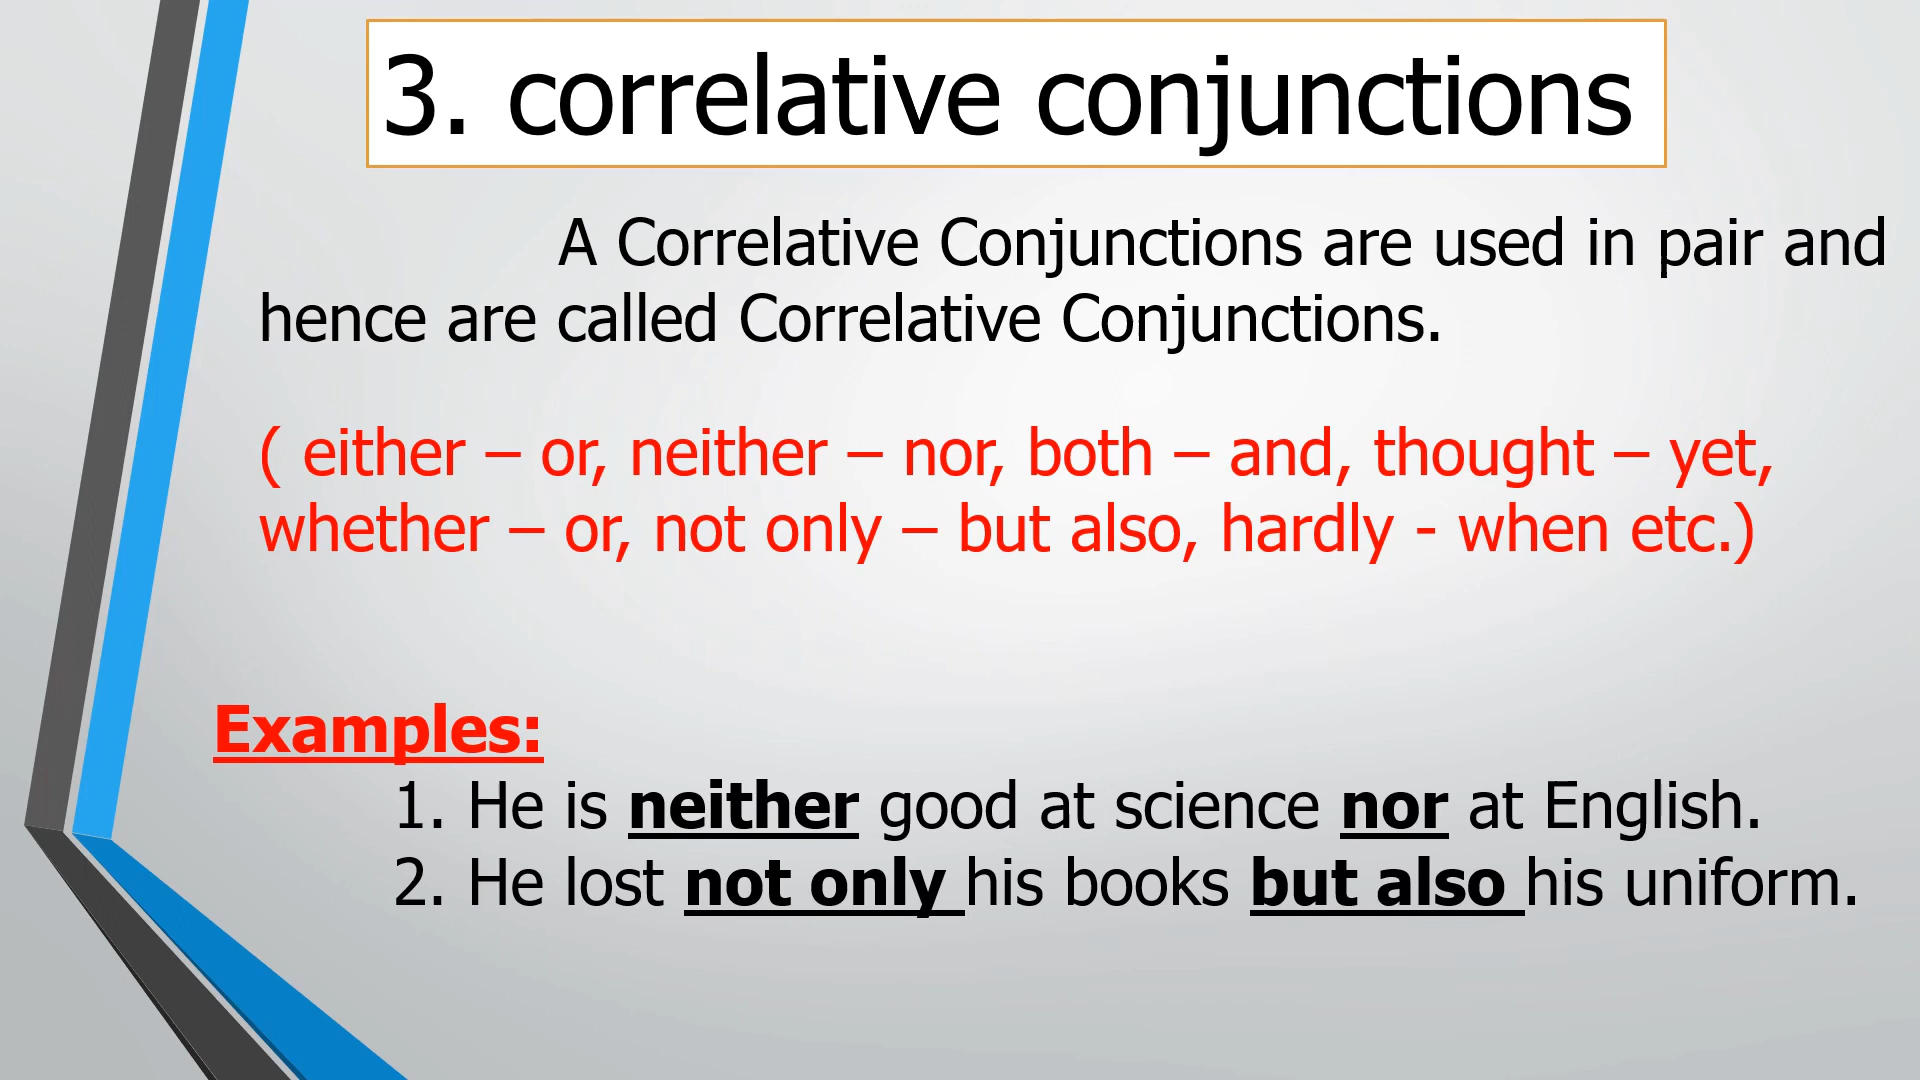 3. correlative conjunctions
A Correlative Conjunctions are used in pair and
hence are called Correlative Conjunctions.
( either – or, neither – nor, both – and, thought – yet,
whether – or, not only – but also, hardly - when etc.)
Examples:
1. He is neither good at science nor at English.
2. He lost not only his books but also his uniform.